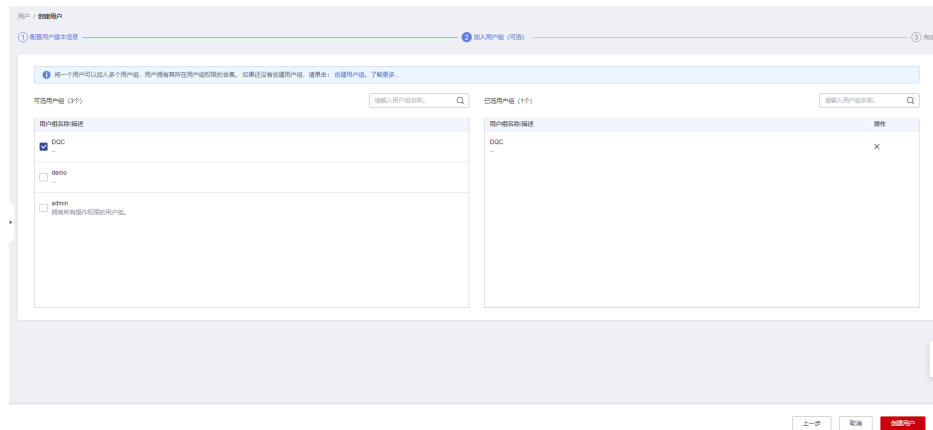 用户 / 创建用户
1 配置用户基本信息
2 加入用户组（可选）
3 完成
将一个用户可以加入多个用户组，用户拥有其所在用户组权限的合集。如果还没有创建用户组，请单击：创建用户组。了解更多...
可选用户组（3个）
请输入用户组名称。
已选用户组（1个）
请输入用户组名称。
用户组名称/描述
用户组名称/描述
操作
DQC
--
DQC
--
demo
--
admin
拥有所有操作权限的用户组。
上一步
取消
创建用户